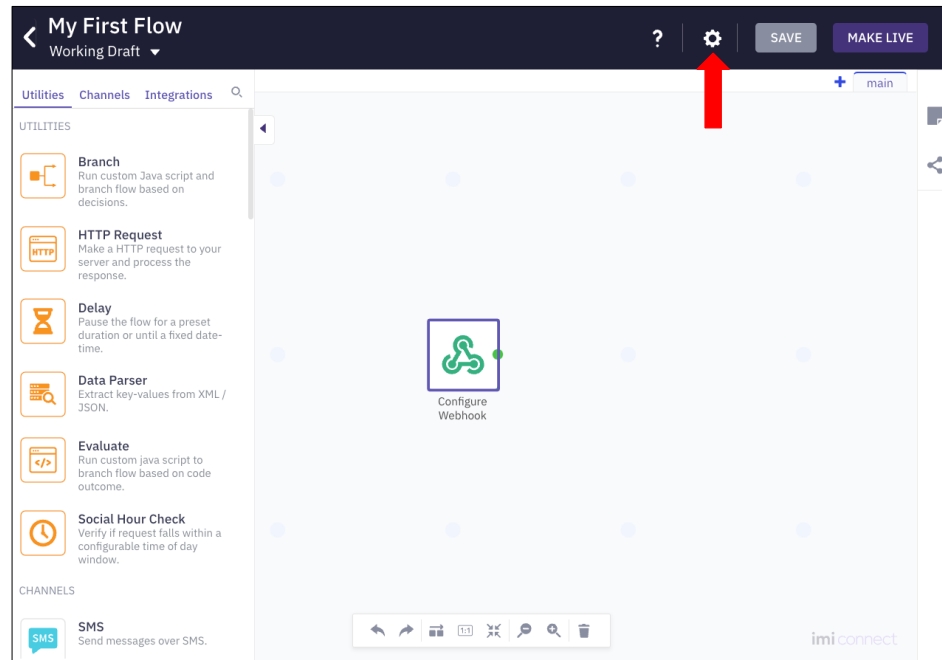 My First Flow
Working Draft
?
SAVE
MAKE LIVE
Utilities Channels Integrations
+ main
UTILITIES
Branch
Run custom Java script and
branch flow based on
decisions.
HTTP
HTTP Request
Make a HTTP request to your
server and process the
response.
Delay
Pause the flow for a preset
duration or until a fixed date-
time.
Data Parser
Extract key-values from XML /
JSON.
</>
Evaluate
Run custom java script to
branch flow based on code
outcome.
Social Hour Check
Verify if request falls within a
configurable time of day
window.
CHANNELS
SMS
SMS
Send messages over SMS.
Configure
Webhook
1:1
imiconnect